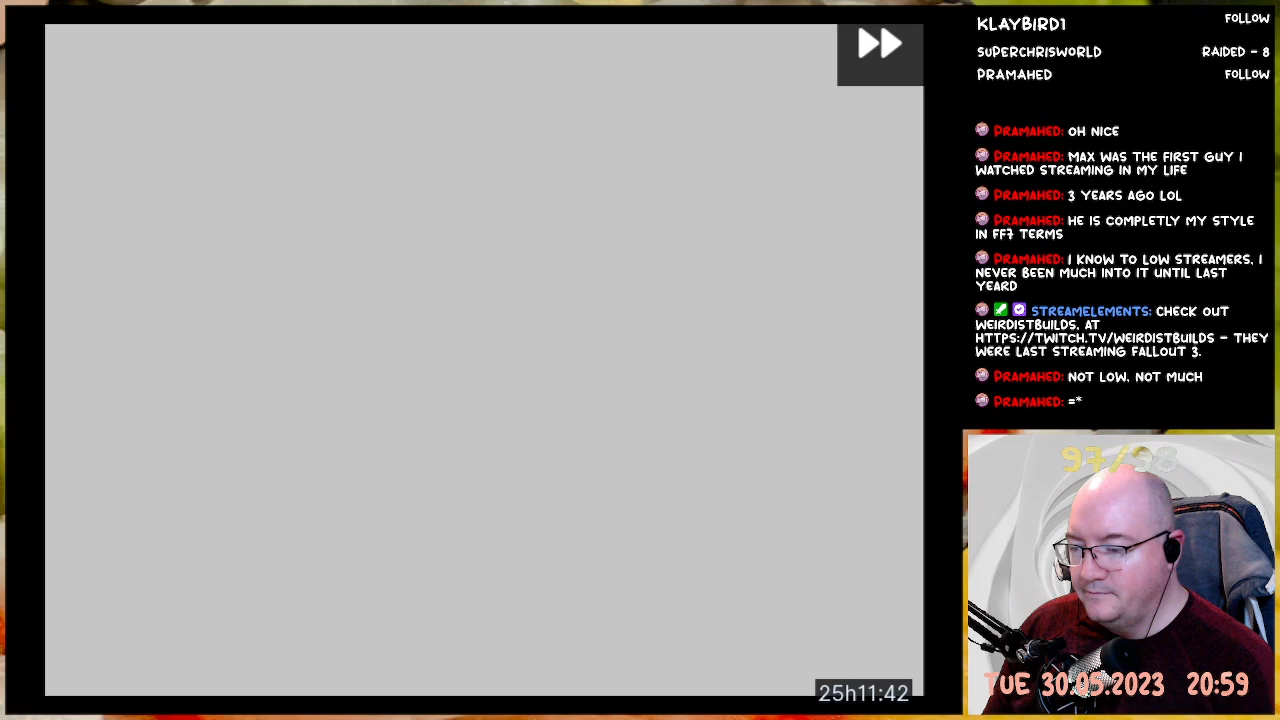 KLAYBIRD1 FOLLOW
SUPERCHRISWORLD RAIDED - 8
PRAMAHED FOLLOW
PRAMAHED: OH NICE
PRAMAHED: MAX WAS THE FIRST GUY I
WATCHED STREAMING IN MY LIFE
PRAMAHED: 3 YEARS AGO LOL
PRAMAHED: HE IS COMPLETLY MY STYLE
IN FF7 TERMS
PRAMAHED: I KNOW TO LOW STREAMERS, I
NEVER BEEN MUCH INTO IT UNTIL LAST
YEARD
STREAMELEMENTS: CHECK OUT
WEIRDISTBUILDS, AT
HTTPS://TWITCH.TV/WEIRDISTBUILDS - THEY
WERE LAST STREAMING FALLOUT 3.
PRAMAHED: NOT LOW, NOT MUCH
PRAMAHED: =*
97/98
25h11:42
TUE 30.05.2023 20:59